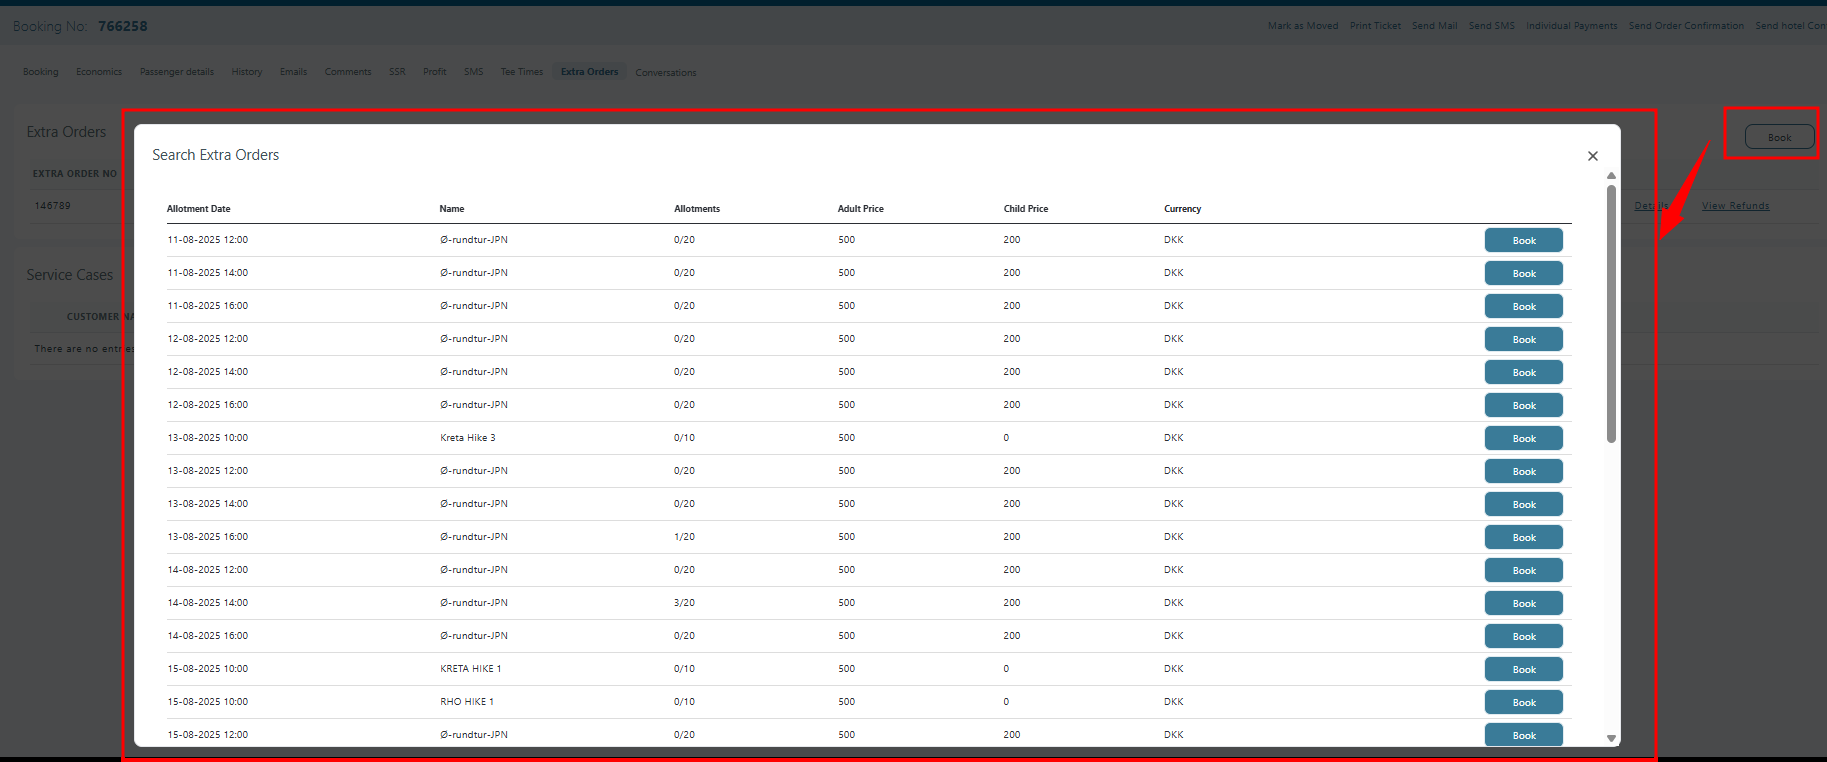 Booking No: 766258
Mark as Moved Print Ticket Send Mail Send SMS Individual Payments Send Order Confirmation Send hotel Con
Booking Economics Passenger details History Emails Comments SSR Profit SMS Tee Times Extra Orders Conversations
Extra Orders
Book
Search Extra Orders
EXTRA ORDER NO
146789
Details View Refunds
Service Cases
CUSTOMER NA
There are no entries
Allotment Date Name Allotments Adult Price Child Price Currency
11-08-2025 12:00 Ø-rundtur-JPN 0/20 500 200 DKK Book
11-08-2025 14:00 Ø-rundtur-JPN 0/20 500 200 DKK Book
11-08-2025 16:00 Ø-rundtur-JPN 0/20 500 200 DKK Book
12-08-2025 12:00 Ø-rundtur-JPN 0/20 500 200 DKK Book
12-08-2025 14:00 Ø-rundtur-JPN 0/20 500 200 DKK Book
12-08-2025 16:00 Ø-rundtur-JPN 0/20 500 200 DKK Book
13-08-2025 10:00 Kreta Hike 3 0/10 500 0 DKK Book
13-08-2025 12:00 Ø-rundtur-JPN 0/20 500 200 DKK Book
13-08-2025 14:00 Ø-rundtur-JPN 0/20 500 200 DKK Book
13-08-2025 16:00 Ø-rundtur-JPN 1/20 500 200 DKK Book
14-08-2025 12:00 Ø-rundtur-JPN 0/20 500 200 DKK Book
14-08-2025 14:00 Ø-rundtur-JPN 3/20 500 200 DKK Book
14-08-2025 16:00 Ø-rundtur-JPN 0/20 500 200 DKK Book
15-08-2025 10:00 KRETA HIKE 1 0/10 500 0 DKK Book
15-08-2025 10:00 RHO HIKE 1 0/10 500 0 DKK Book
15-08-2025 12:00 Ø-rundtur-JPN 0/20 500 200 DKK Book